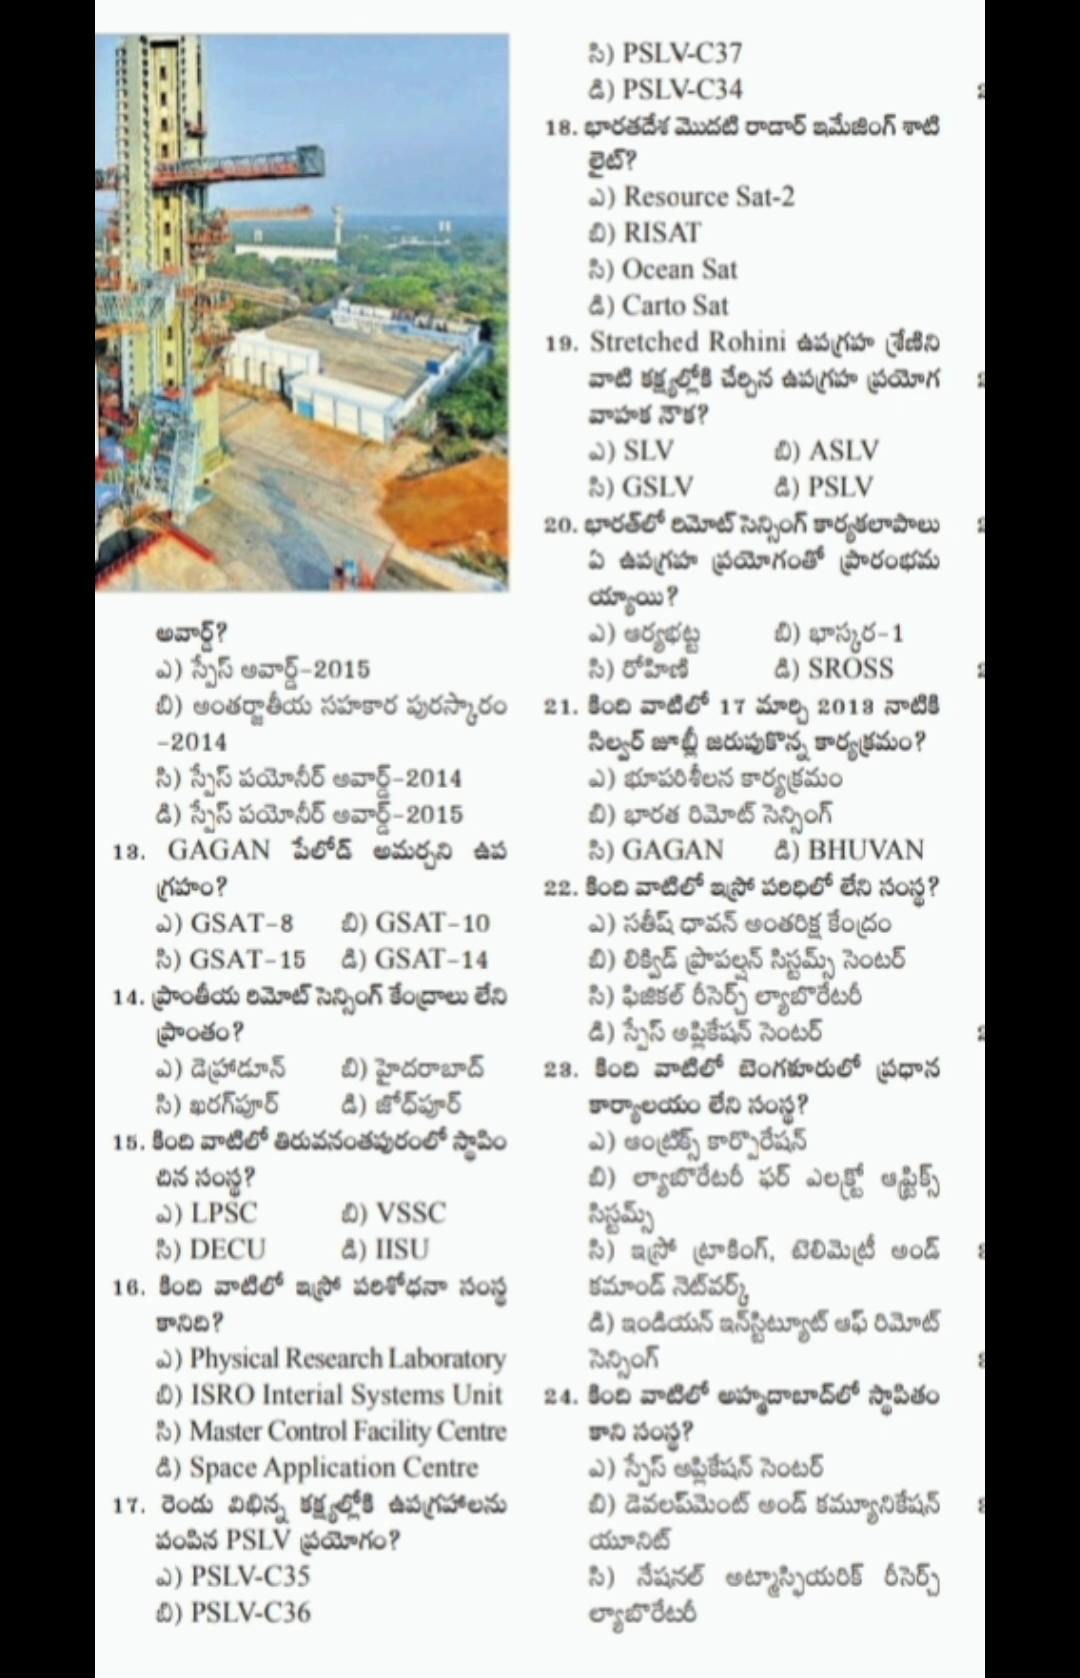 అవార్డ్?
ఎ) స్పేస్ అవార్డ్-2015
బి) అంతర్జాతీయ సహకార పురస్కారం
-2014
సి) స్పేస్ పయోనీర్ అవార్డ్-2014
డి) స్పేస్ పయోనీర్ అవార్డ్-2015
13. GAGAN పేలోడ్ అమర్చని ఉప
గ్రహం?
ఎ) GSAT-8 బి) GSAT-10
సి) GSAT-15 డి) GSAT-14
14. ప్రాంతీయ రిమోట్ సెన్సింగ్ కేంద్రాలు లేని
ప్రాంతం?
ఎ) డెహ్రాడూన్ బి) హైదరాబాద్
సి) ఖరగ్‌పూర్ డి) జోధ్‌పూర్
15. కింది వాటిలో తిరువనంతపురంలో స్థాపిం
చిన సంస్థ?
ఎ) LPSC బి) VSSC
సి) DECU డి) IISU
16. కింది వాటిలో ఇస్రో పరిశోధనా సంస్థ
కానిది?
ఎ) Physical Research Laboratory
బి) ISRO Interial Systems Unit
సి) Master Control Facility Centre
డి) Space Application Centre
17. రెండు విభిన్న కక్ష్యల్లోకి ఉపగ్రహాలను
పంపిన PSLV ప్రయోగం?
ఎ) PSLV-C35
బి) PSLV-C36
సి) PSLV-C37
డి) PSLV-C34
18. భారతదేశ మొదటి రాడార్ ఇమేజింగ్ శాటి
లైట్?
ఎ) Resource Sat-2
బి) RISAT
సి) Ocean Sat
డి) Carto Sat
19. Stretched Rohini ఉపగ్రహ శ్రేణిని
వాటి కక్ష్యల్లోకి చేర్చిన ఉపగ్రహ ప్రయోగ
వాహక నౌక?
ఎ) SLV బి) ASLV
సి) GSLV డి) PSLV
20. భారత్‌లో రిమోట్ సెన్సింగ్ కార్యకలాపాలు
ఏ ఉపగ్రహ ప్రయోగంతో ప్రారంభమ
య్యాయి?
ఎ) ఆర్యభట్ట బి) భాస్కర-1
సి) రోహిణి డి) SROSS
21. కింది వాటిలో 17 మార్చి 2013 నాటికి
సిల్వర్ జూబ్లీ జరుపుకొన్న కార్యక్రమం?
ఎ) భూపరిశీలన కార్యక్రమం
బి) భారత రిమోట్ సెన్సింగ్
సి) GAGAN డి) BHUVAN
22. కింది వాటిలో ఇస్రో పరిధిలో లేని సంస్థ?
ఎ) సతీష్ ధావన్ అంతరిక్ష కేంద్రం
బి) లిక్విడ్ ప్రొపల్షన్ సిస్టమ్స్ సెంటర్
సి) ఫిజికల్ రీసెర్చ్ ల్యాబొరేటరీ
డి) స్పేస్ అప్లికేషన్ సెంటర్
23. కింది వాటిలో బెంగళూరులో ప్రధాన
కార్యాలయం లేని సంస్థ?
ఎ) ఆంట్రిక్స్ కార్పొరేషన్
బి) ల్యాబొరేటరీ ఫర్ ఎలక్ట్రో ఆప్టిక్స్
సిస్టమ్స్
సి) ఇస్రో ట్రాకింగ్, టెలిమెట్రీ అండ్
కమాండ్ నెట్‌వర్క్
డి) ఇండియన్ ఇన్‌స్టిట్యూట్ ఆఫ్ రిమోట్
సెన్సింగ్
24. కింది వాటిలో అహ్మదాబాద్‌లో స్థాపితం
కాని సంస్థ?
ఎ) స్పేస్ అప్లికేషన్ సెంటర్
బి) డెవలప్‌మెంట్ అండ్ కమ్యూనికేషన్
యూనిట్
సి) నేషనల్ అట్మాస్ఫియరిక్ రీసెర్చ్
ల్యాబొరేటరీ